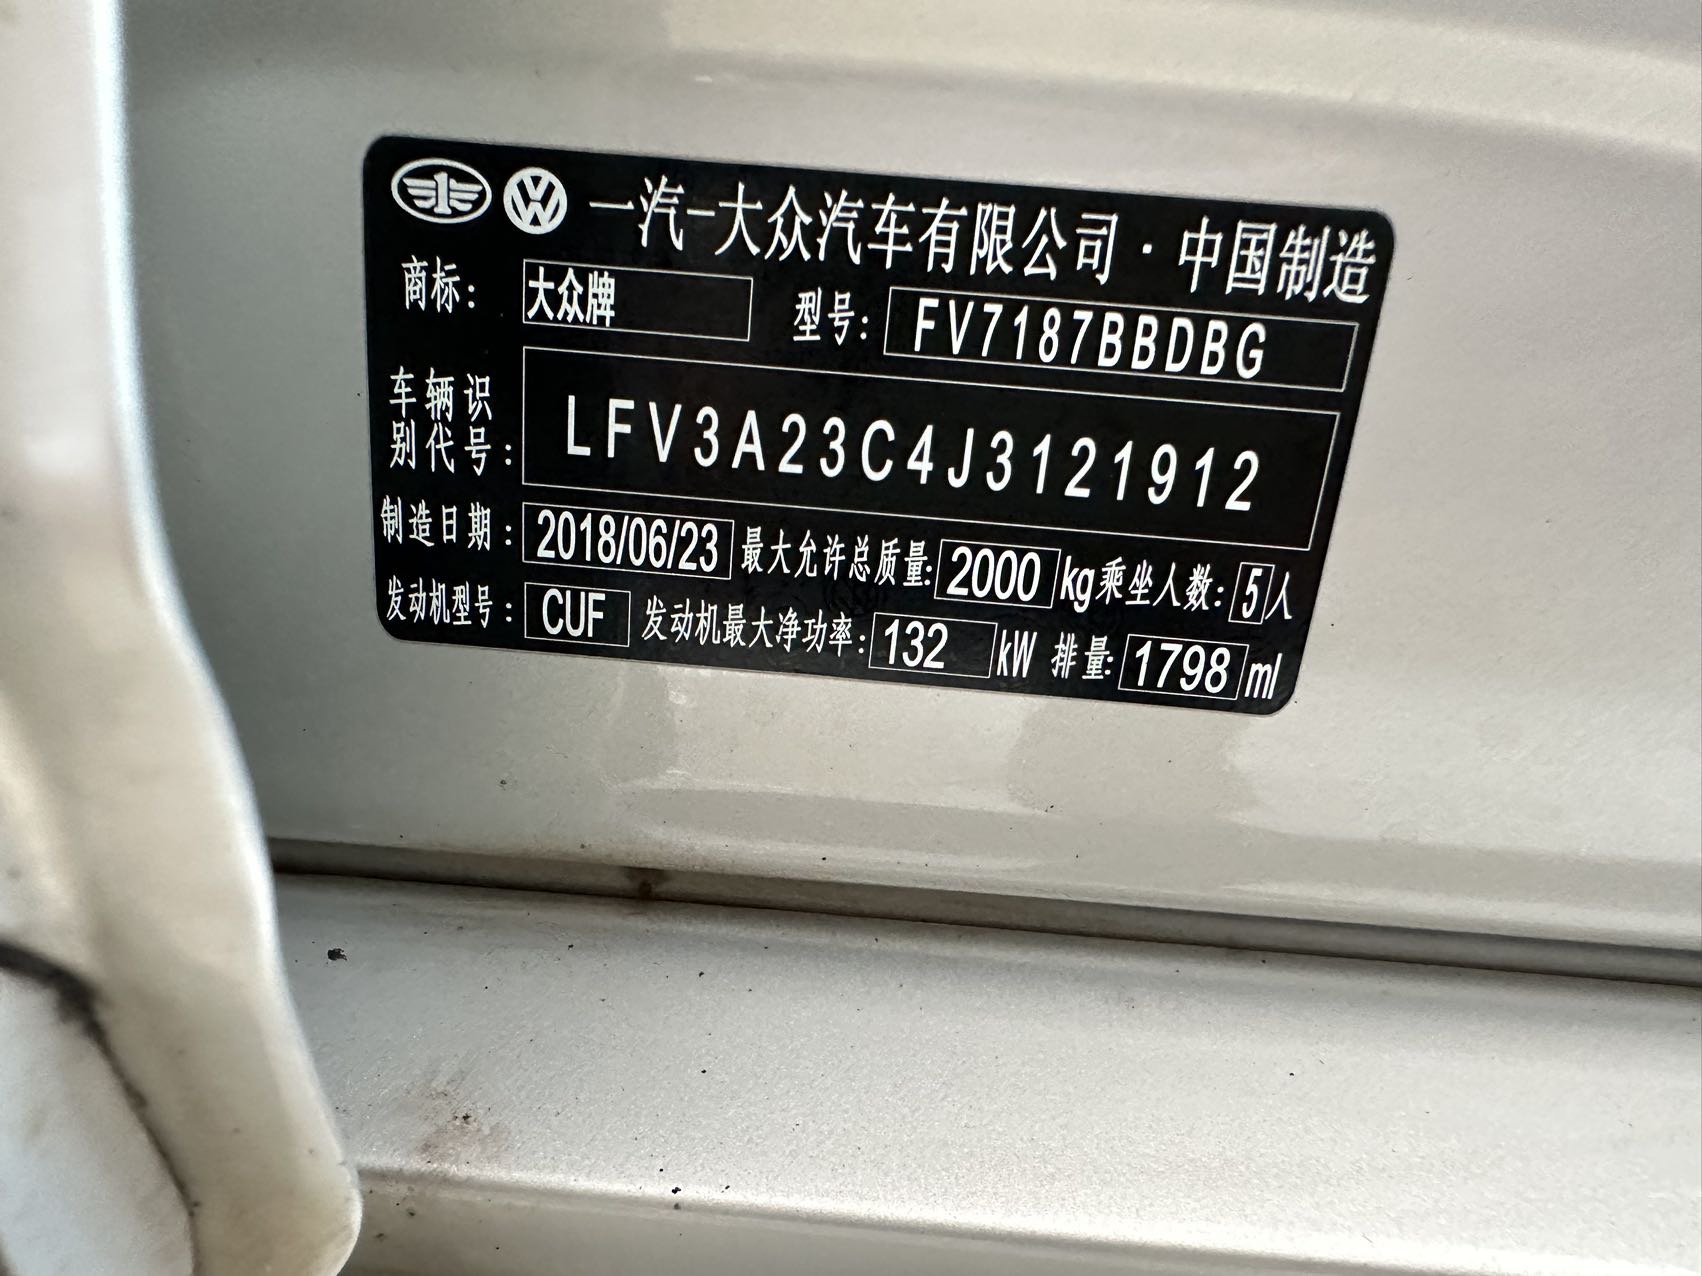 一汽-大众汽车有限公司·中国制造
商标: 大众牌 型号: FV7187BBDBG
车辆识
别代号: LFV3A23C4J3121912
制造日期: 2018/06/23 最大允许总质量: 2000 kg 乘坐人数: 5 人
发动机型号: CUF 发动机最大净功率: 132 kW 排量: 1798 ml